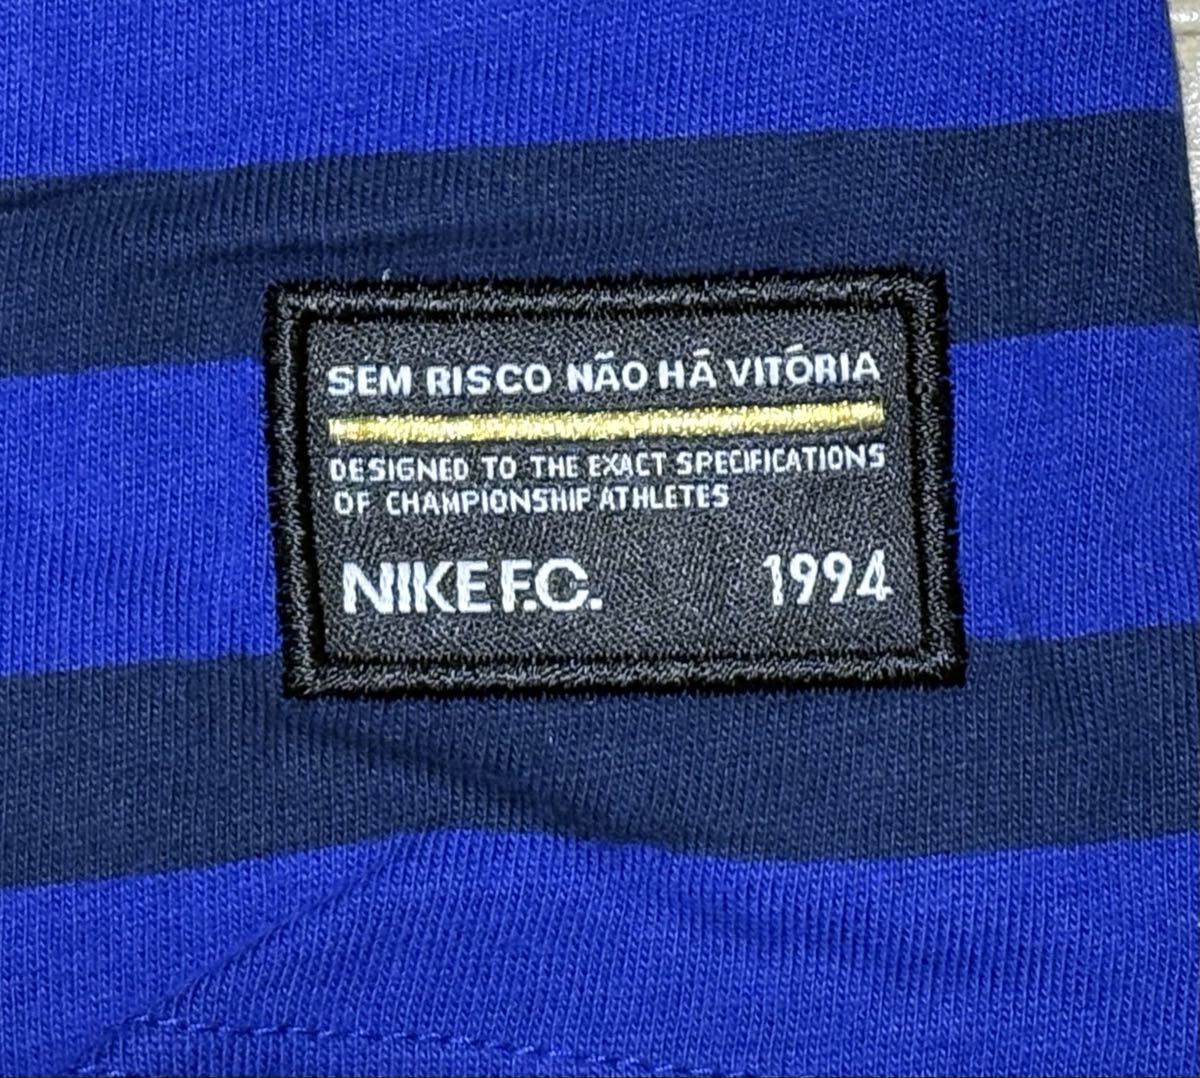 SEM RISCO NÃO HÁ VITÓRIA
DESIGNED TO THE EXACT SPECIFICATIONS
OF CHAMPIONSHIP ATHLETES
NIKE F.C. 1994